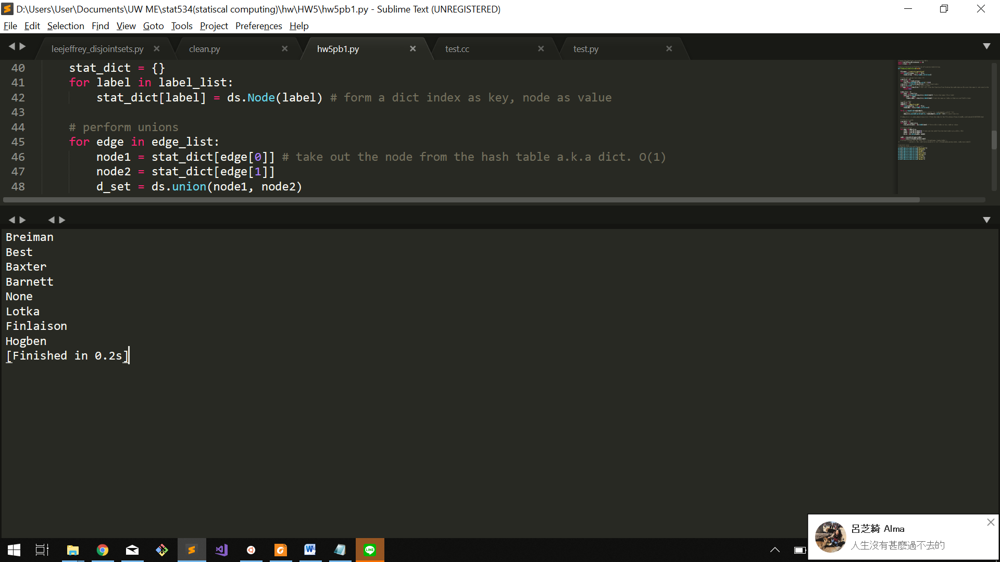 D:\Users\User\Documents\UW ME\stat534(statiscal computing)\hw\HW5\hw5pb1.py - Sublime Text (UNREGISTERED)
File Edit Selection Find View Goto Tools Project Preferences Help
leejeffrey_disjointsets.py clean.py hw5pb1.py test.cc test.py
40 stat_dict = {}
41 for label in label_list:
42 stat_dict[label] = ds.Node(label) # form a dict index as key, node as value
43
44 # perform unions
45 for edge in edge_list:
46 node1 = stat_dict[edge[0]] # take out the node from the hash table a.k.a dict. O(1)
47 node2 = stat_dict[edge[1]]
48 d_set = ds.union(node1, node2)
Breiman
Best
Baxter
Barnett
None
Lotka
Finlaison
Hogben
[Finished in 0.2s]
呂芝綺 Alma
人生沒有甚麼過不去的
LINE